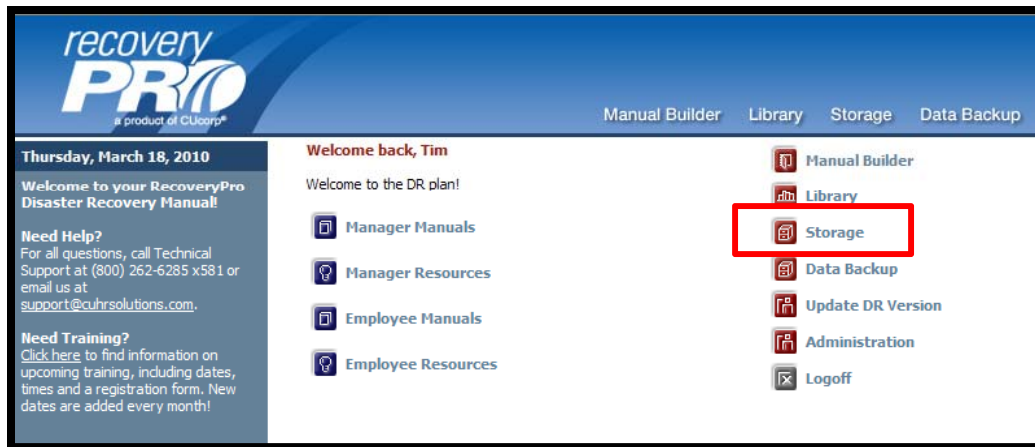 recovery
PRO
a product of CUcorp®
Manual Builder Library Storage Data Backup
Thursday, March 18, 2010
Welcome to your RecoveryPro
Disaster Recovery Manual!
Need Help?
For all questions, call Technical
Support at (800) 262-6285 x581 or
email us at
support@cuhrsolutions.com.
Need Training?
Click here to find information on
upcoming training, including dates,
times and a registration form. New
dates are added every month!
Welcome back, Tim
Welcome to the DR plan!
Manager Manuals
Manager Resources
Employee Manuals
Employee Resources
Manual Builder
Library
Storage
Data Backup
Update DR Version
Administration
Logoff